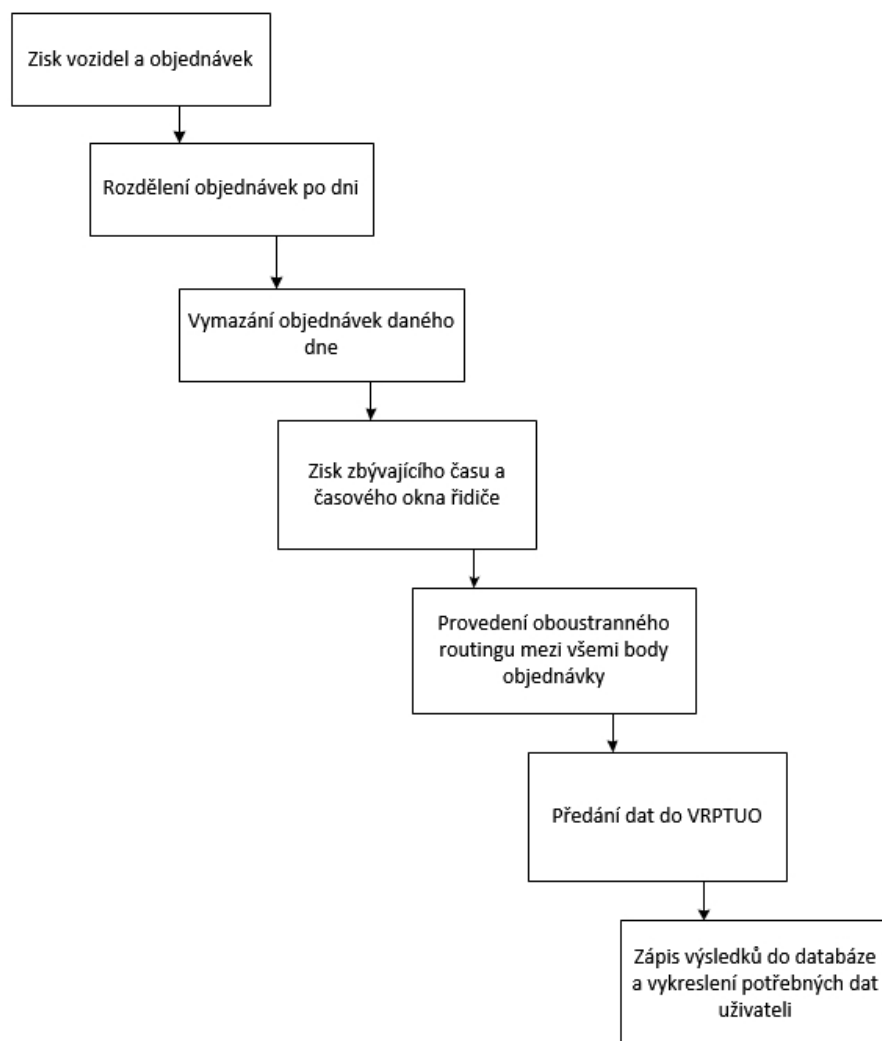 Zisk vozidel a objednávek
Rozdělení objednávek po dni
Vymazání objednávek daného
dne
Zisk zbývajícího času a
časového okna řidiče
Provedení oboustranného
routingu mezi všemi body
objednávky
Předání dat do VRPTUO
Zápis výsledků do databáze
a vykreslení potřebných dat
uživateli